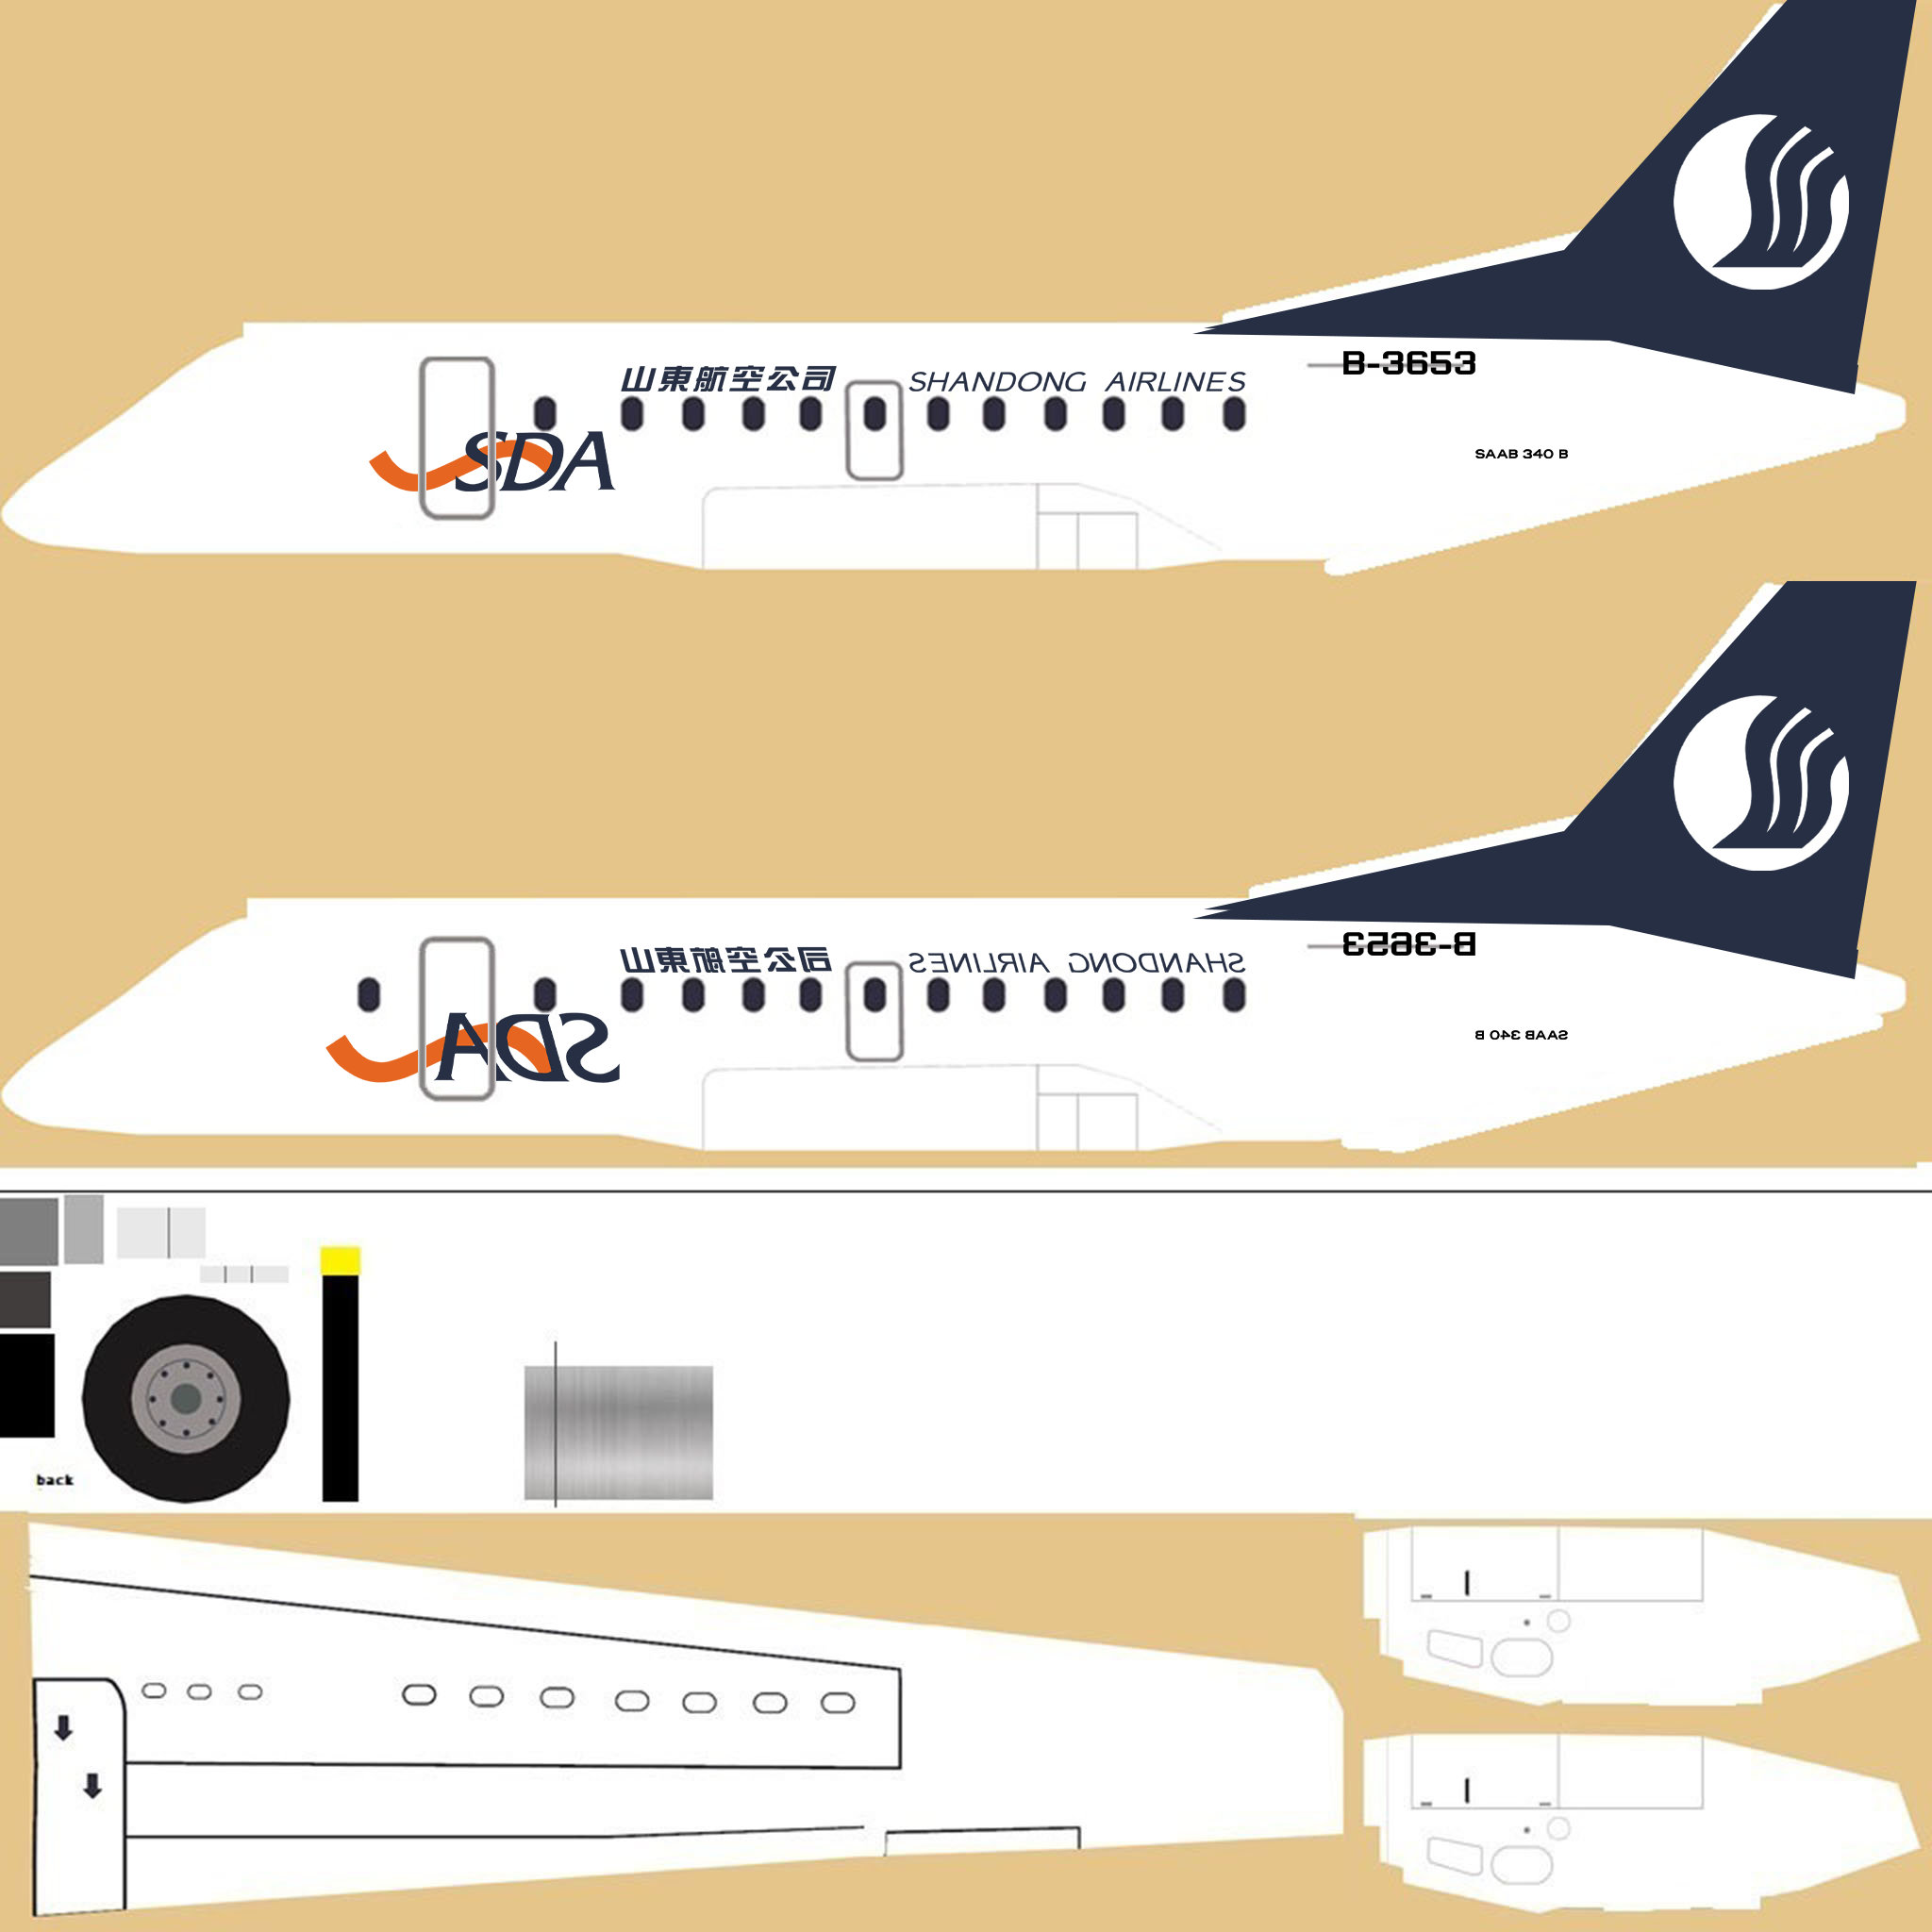 山東航空公司 SHANDONG AIRLINES
B-3653
SDA
SAAB 340 B
山東航空公司 SHANDONG AIRLINES
B-3653
SDA
SAAB 340 B
back